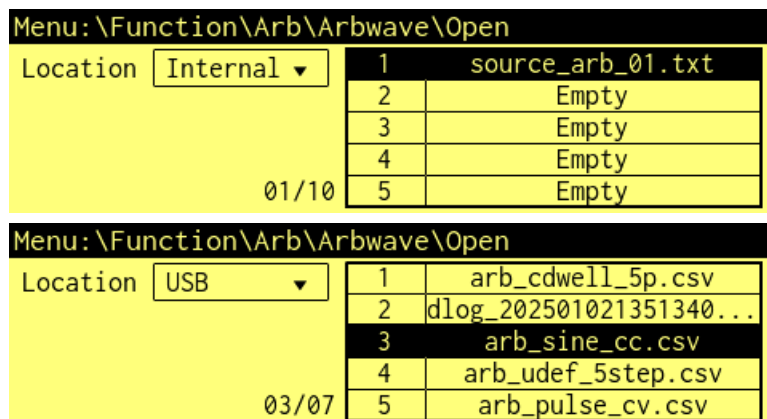 Menu:\Function\Arb\Arbwave\Open
Location Internal ▼ 1 source_arb_01.txt
2 Empty
3 Empty
4 Empty
01/10 5 Empty
Menu:\Function\Arb\Arbwave\Open
Location USB ▼ 1 arb_cdwell_5p.csv
2 dlog_202501021351340...
3 arb_sine_cc.csv
4 arb_udef_5step.csv
03/07 5 arb_pulse_cv.csv